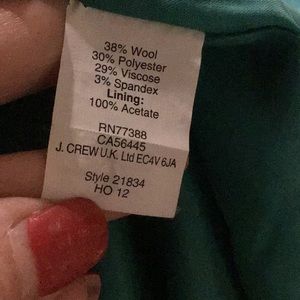 38% Wool
30% Polyester
29% Viscose
3% Spandex
Lining:
100% Acetate
RN77388
CA56445
J. CREW U.K. Ltd EC4V 6JA
Style 21834
HO 12